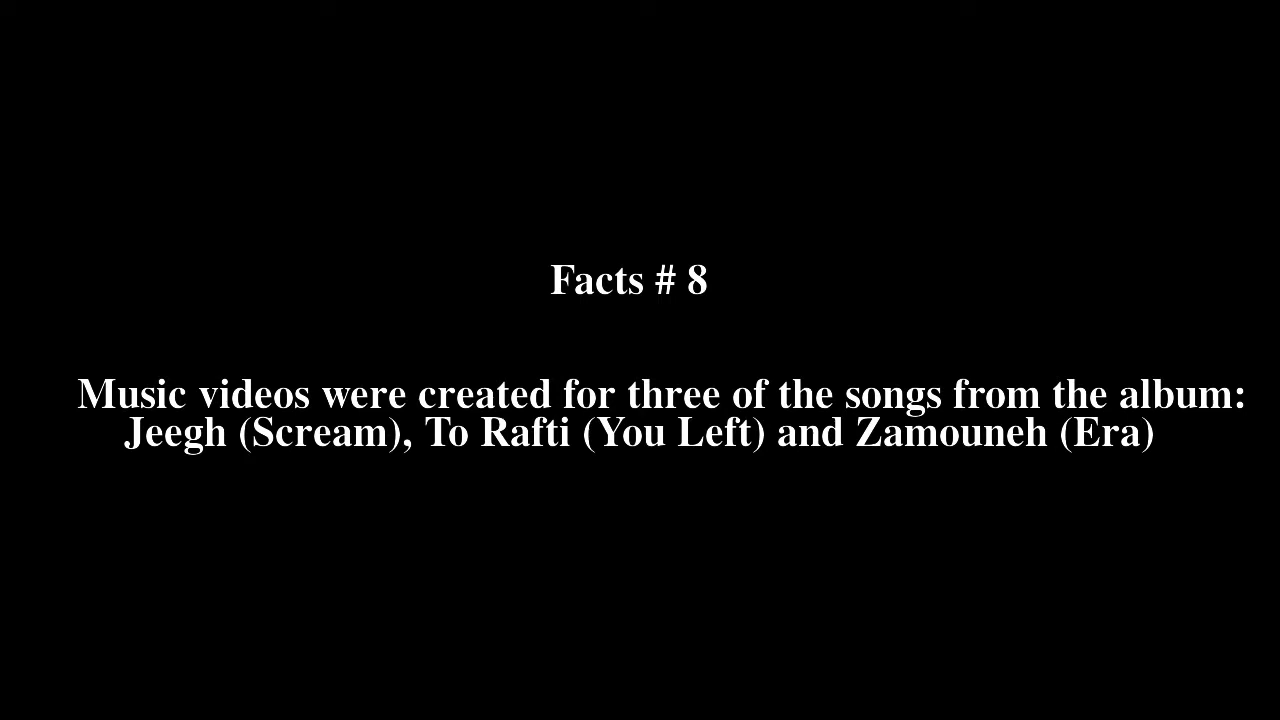 Facts # 8
Music videos were created for three of the songs from the album:
Jeegh (Scream), To Rafti (You Left) and Zamouneh (Era)